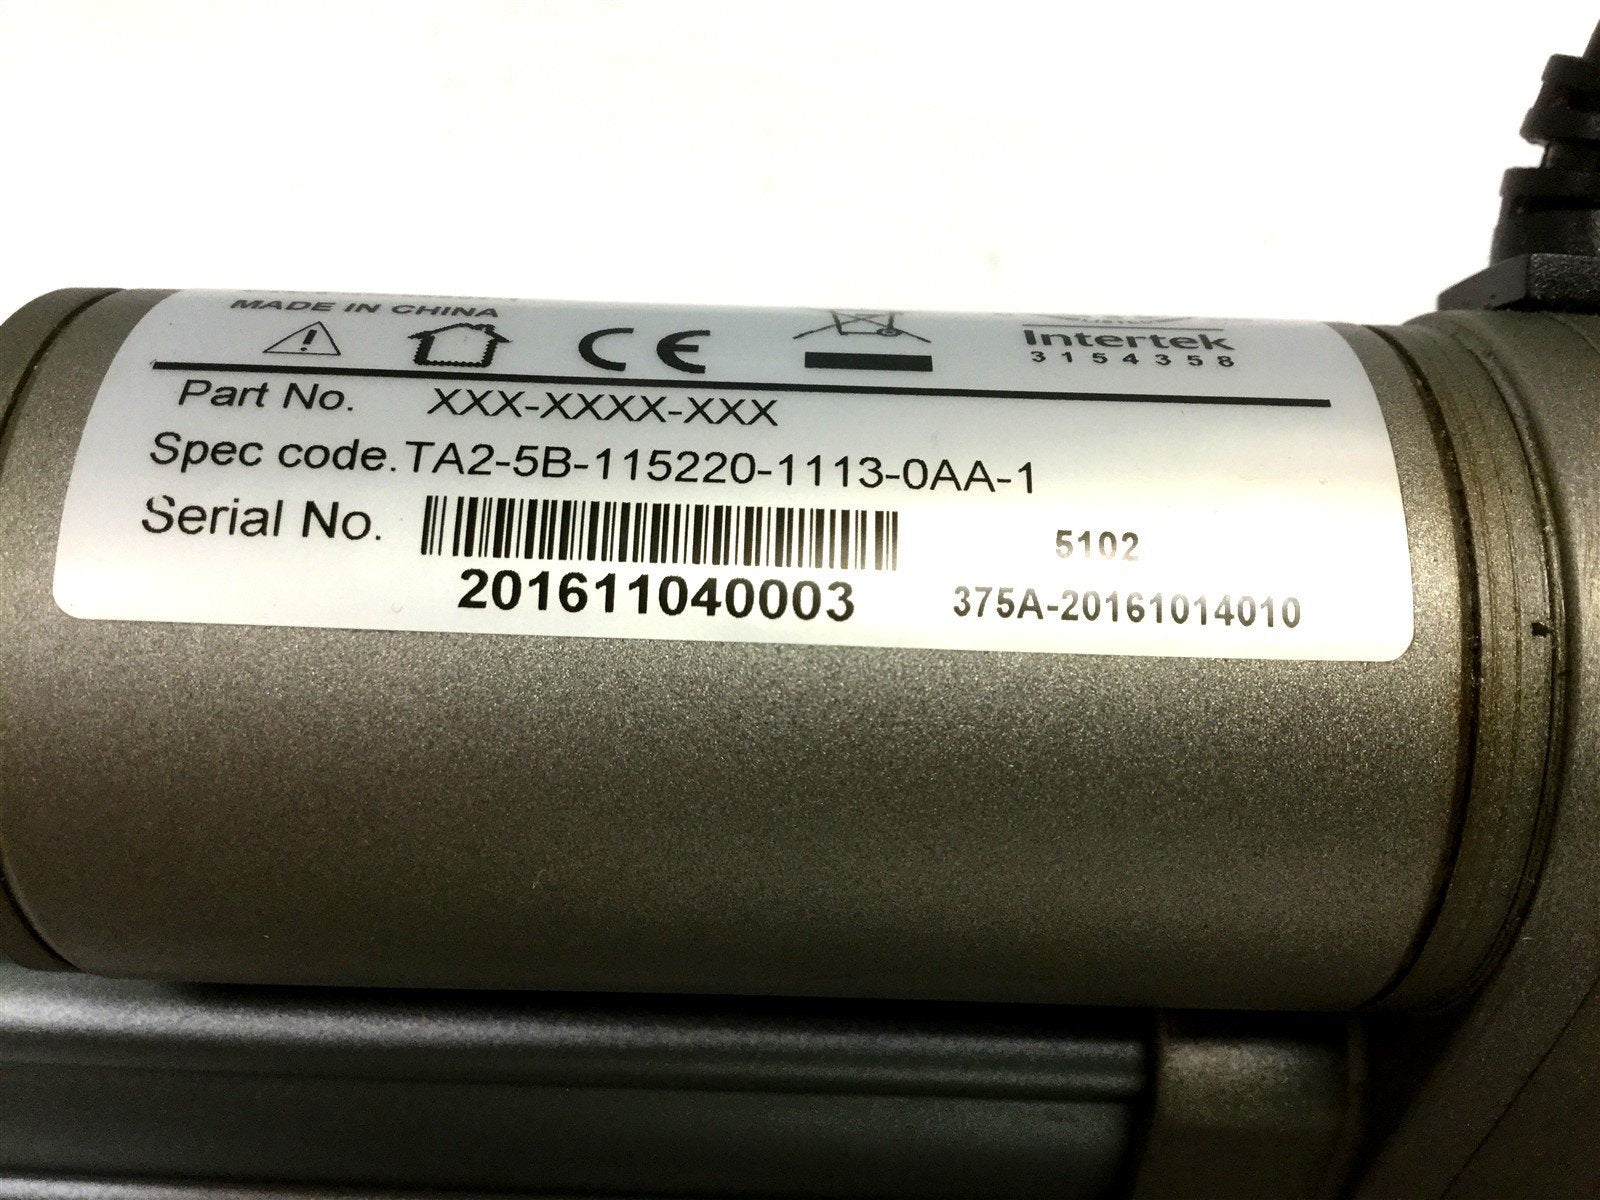 MADE IN CHINA
CE
Intertek
3154358
Part No. XXX-XXXX-XXX
Spec code. TA2-5B-115220-1113-0AA-1
Serial No.
201611040003
5102
375A-20161014010